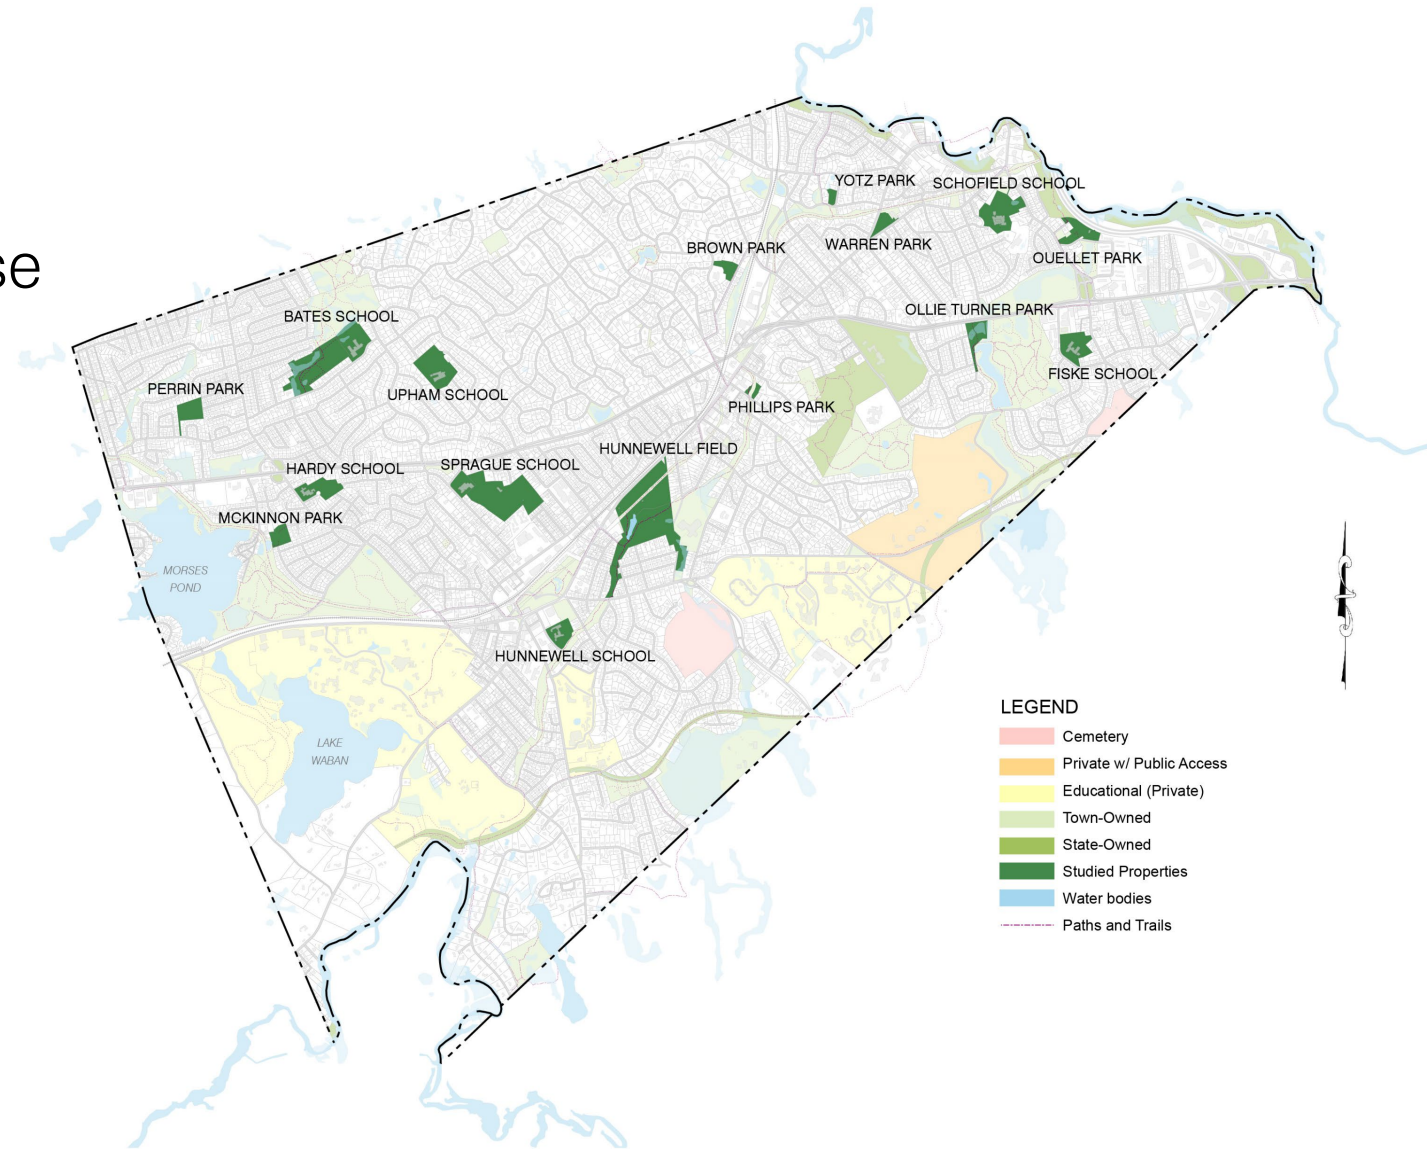 se
YOTZ PARK
SCHOFIELD SCHOOL
WARREN PARK
BROWN PARK
OUELLET PARK
OLLIE TURNER PARK
BATES SCHOOL
FISKE SCHOOL
PERRIN PARK
UPHAM SCHOOL
PHILLIPS PARK
HUNNEWELL FIELD
HARDY SCHOOL
SPRAGUE SCHOOL
MCKINNON PARK
MORSES
POND
HUNNEWELL SCHOOL
LAKE
WABAN
LEGEND
Cemetery
Private w/ Public Access
Educational (Private)
Town-Owned
State-Owned
Studied Properties
Water bodies
Paths and Trails